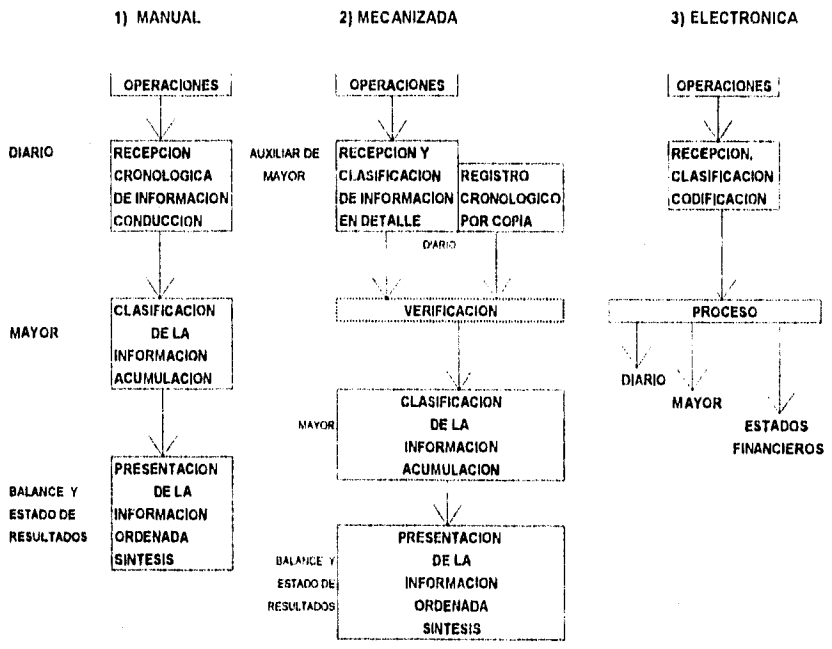 1) MANUAL
OPERACIONES
DIARIO
RECEPCION
CRONOLOGICA
DE INFORMACION
CONDUCCION
MAYOR
CLASIFICACION
DE LA
INFORMACION
ACUMULACION
BALANCE Y
ESTADO DE
RESULTADOS
PRESENTACION
DE LA
INFORMACION
ORDENADA
SINTESIS
2) MECANIZADA
OPERACIONES
AUXILIAR DE
MAYOR
RECEPCION Y
CLASIFICACION
DE INFORMACION
EN DETALLE
REGISTRO
CRONOLOGICO
POR COPIA
DIARIO
VERIFICACION
MAYOR
CLASIFICACION
DE LA
INFORMACION
ACUMULACION
BALANCE Y
ESTADO DE
RESULTADOS
PRESENTACION
DE LA
INFORMACION
ORDENADA
SINTESIS
3) ELECTRONICA
OPERACIONES
RECEPCION,
CLASIFICACION
CODIFICACION
PROCESO
DIARIO
MAYOR
ESTADOS
FINANCIEROS